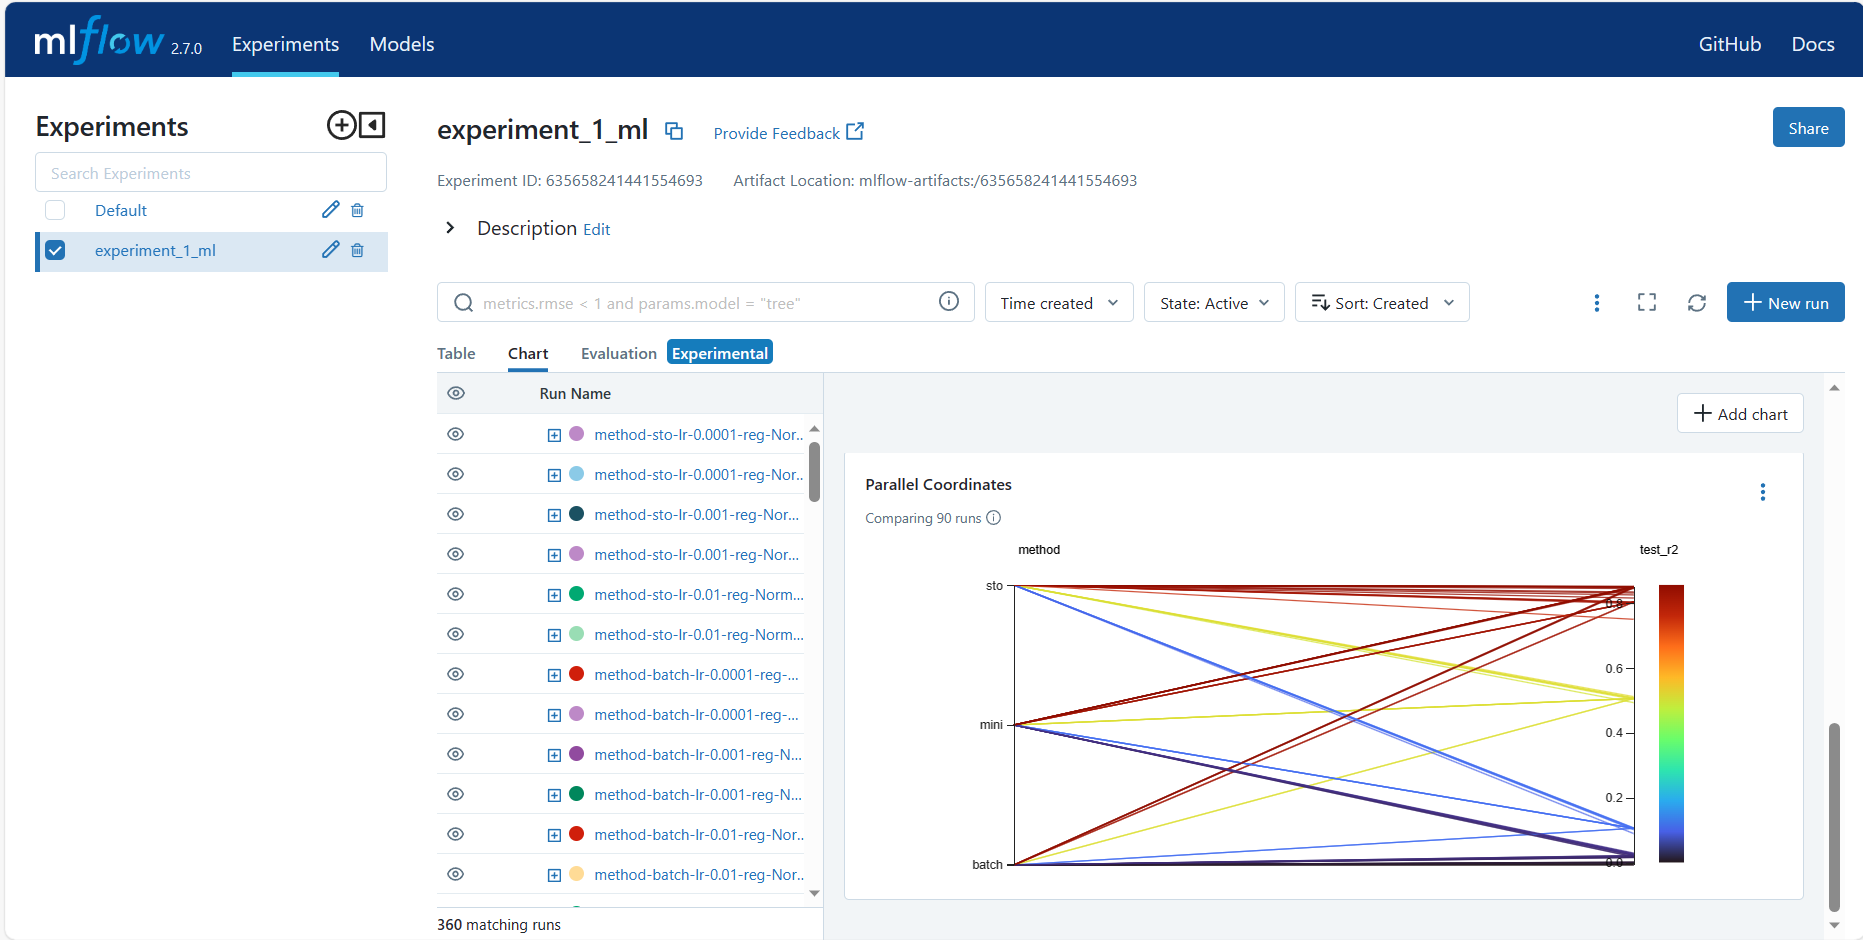 mlflow 2.7.0 Experiments Models GitHub Docs
Experiments
Search Experiments
Default
experiment_1_ml
experiment_1_ml Provide Feedback Share
Experiment ID: 635658241441554693 Artifact Location: mlflow-artifacts:/635658241441554693
Description Edit
metrics.rmse < 1 and params.model = "tree" Time created State: Active Sort: Created New run
Table Chart Evaluation Experimental
Run Name
method-sto-lr-0.0001-reg-Nor..
method-sto-lr-0.0001-reg-Nor..
method-sto-lr-0.001-reg-Nor...
method-sto-lr-0.001-reg-Nor...
method-sto-lr-0.01-reg-Norm...
method-sto-lr-0.01-reg-Norm...
method-batch-lr-0.0001-reg-...
method-batch-lr-0.0001-reg-...
method-batch-lr-0.001-reg-N...
method-batch-lr-0.001-reg-N...
method-batch-lr-0.01-reg-Nor..
method-batch-lr-0.01-reg-Nor..
360 matching runs
Add chart
Parallel Coordinates
Comparing 90 runs
method test_r2
sto
0.8
0.6
mini
0.4
0.2
batch
0.0